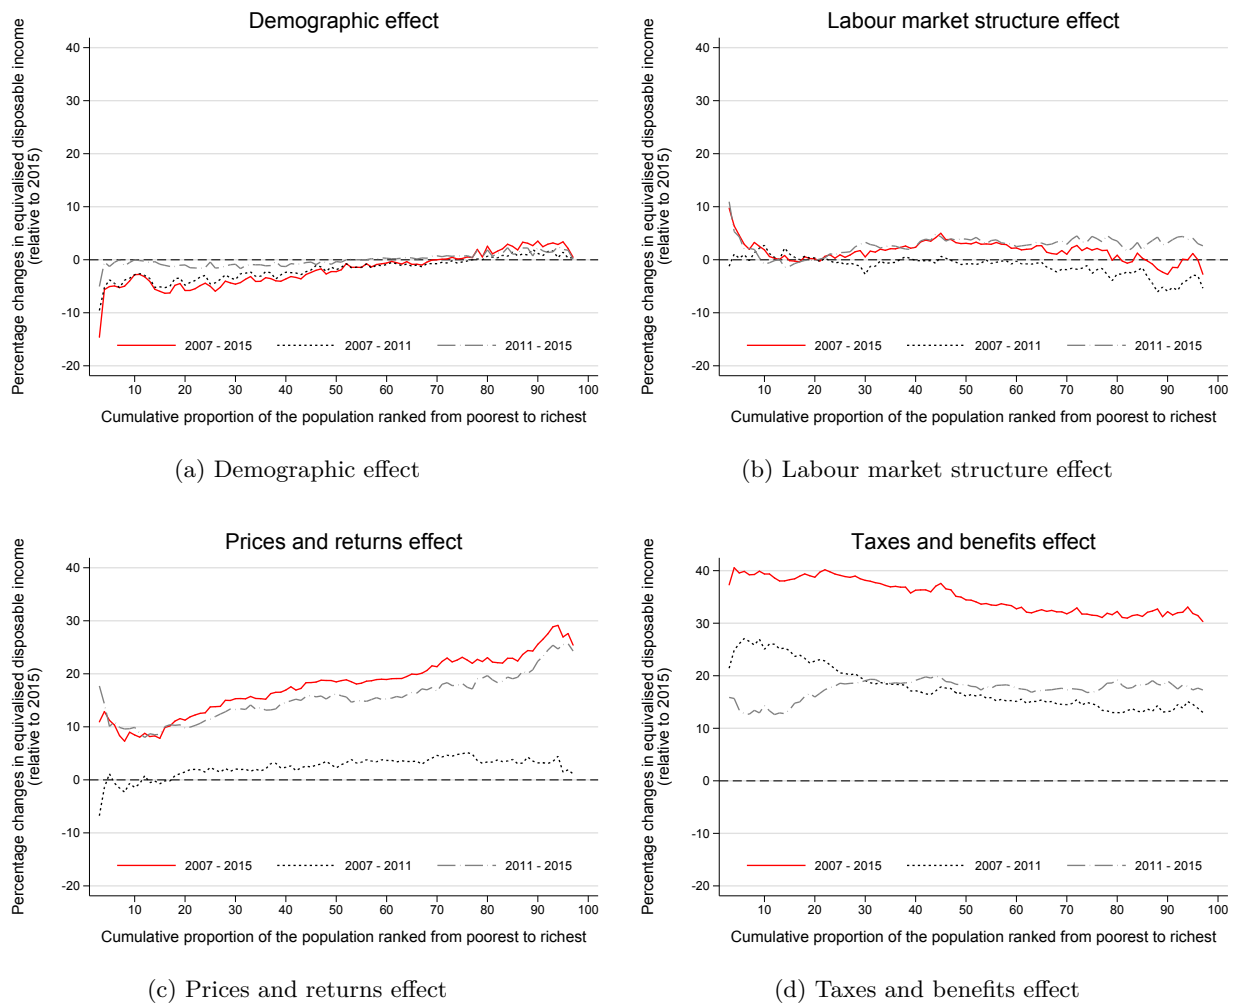 Demographic effect
Percentage changes in equivalised disposable income
(relative to 2015)
40
30
20
10
0
-10
-20
2007 - 2015
2007 - 2011
2011 - 2015
10 20 30 40 50 60 70 80 90 100
Cumulative proportion of the population ranked from poorest to richest
(a) Demographic effect
Labour market structure effect
Percentage changes in equivalised disposable income
(relative to 2015)
40
30
20
10
0
-10
-20
2007 - 2015
2007 - 2011
2011 - 2015
10 20 30 40 50 60 70 80 90 100
Cumulative proportion of the population ranked from poorest to richest
(b) Labour market structure effect
Prices and returns effect
Percentage changes in equivalised disposable income
(relative to 2015)
40
30
20
10
0
-10
-20
2007 - 2015
2007 - 2011
2011 - 2015
10 20 30 40 50 60 70 80 90 100
Cumulative proportion of the population ranked from poorest to richest
(c) Prices and returns effect
Taxes and benefits effect
Percentage changes in equivalised disposable income
(relative to 2015)
40
30
20
10
0
-10
-20
2007 - 2015
2007 - 2011
2011 - 2015
10 20 30 40 50 60 70 80 90 100
Cumulative proportion of the population ranked from poorest to richest
(d) Taxes and benefits effect